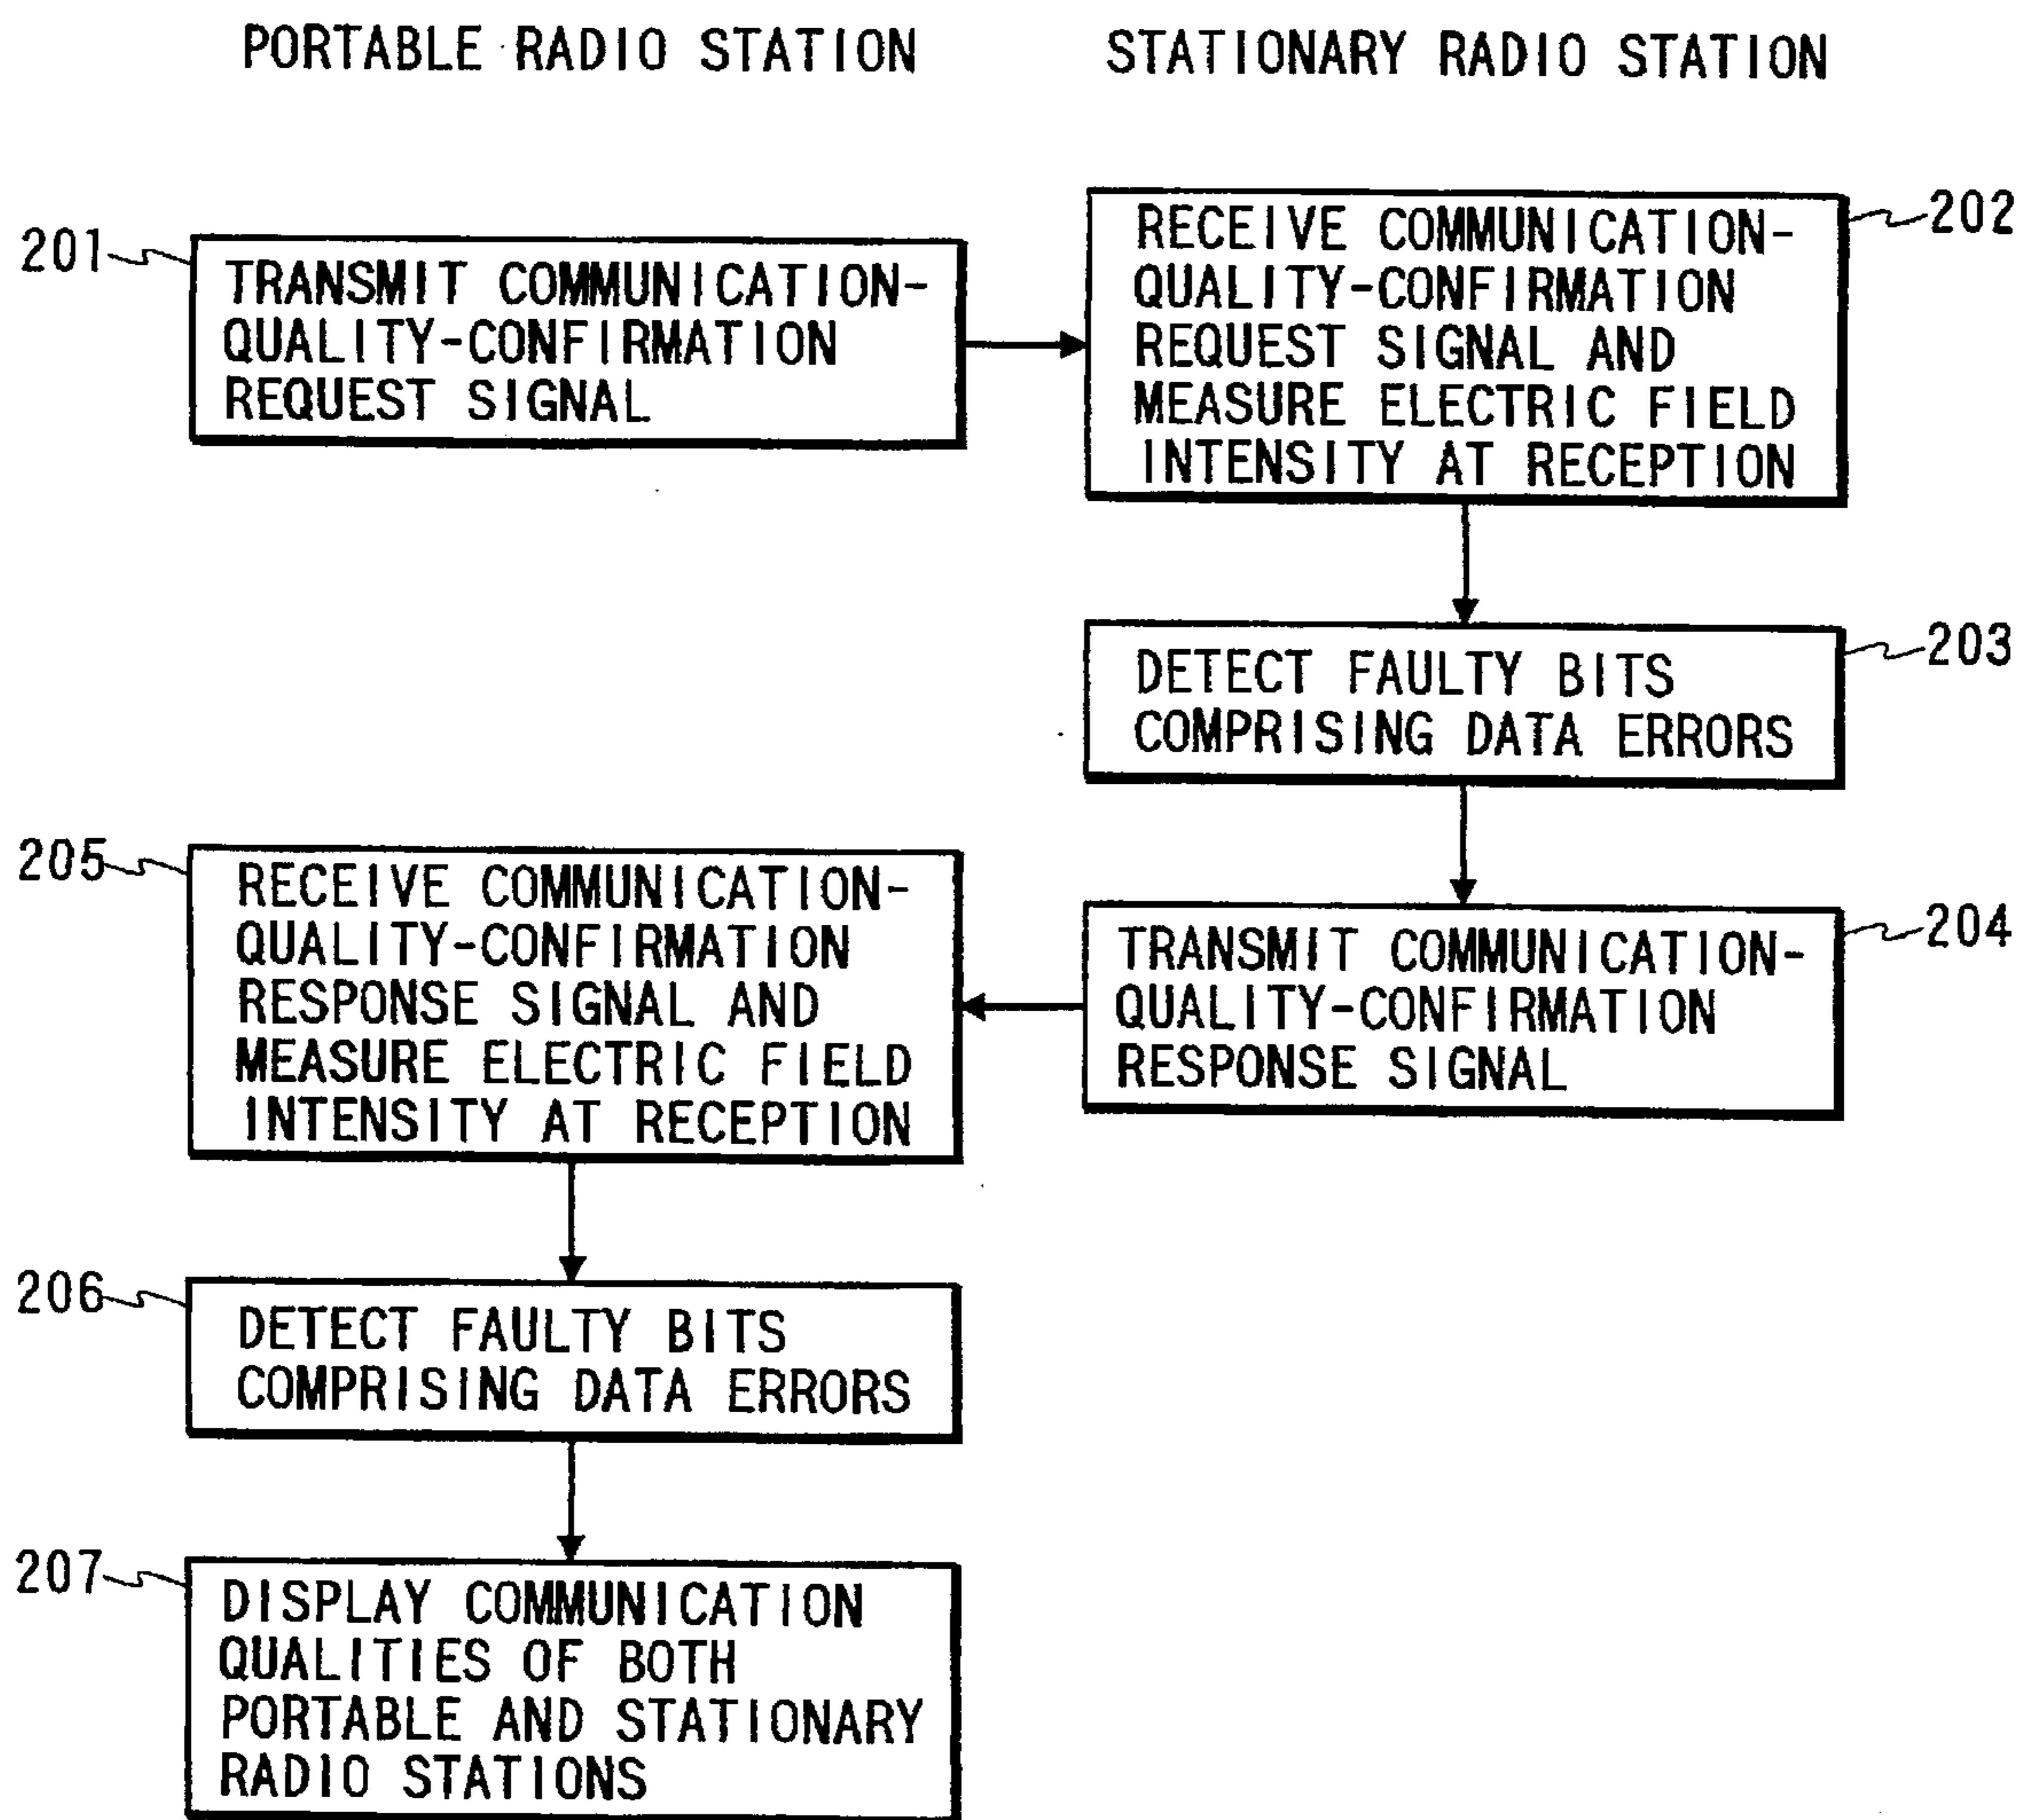 PORTABLE RADIO STATION
STATIONARY RADIO STATION
201
TRANSMIT COMMUNICATION-
QUALITY-CONFIRMATION
REQUEST SIGNAL
202
RECEIVE COMMUNICATION-
QUALITY-CONFIRMATION
REQUEST SIGNAL AND
MEASURE ELECTRIC FIELD
INTENSITY AT RECEPTION
203
DETECT FAULTY BITS
COMPRISING DATA ERRORS
204
TRANSMIT COMMUNICATION-
QUALITY-CONFIRMATION
RESPONSE SIGNAL
205
RECEIVE COMMUNICATION-
QUALITY-CONFIRMATION
RESPONSE SIGNAL AND
MEASURE ELECTRIC FIELD
INTENSITY AT RECEPTION
206
DETECT FAULTY BITS
COMPRISING DATA ERRORS
207
DISPLAY COMMUNICATION
QUALITIES OF BOTH
PORTABLE AND STATIONARY
RADIO STATIONS